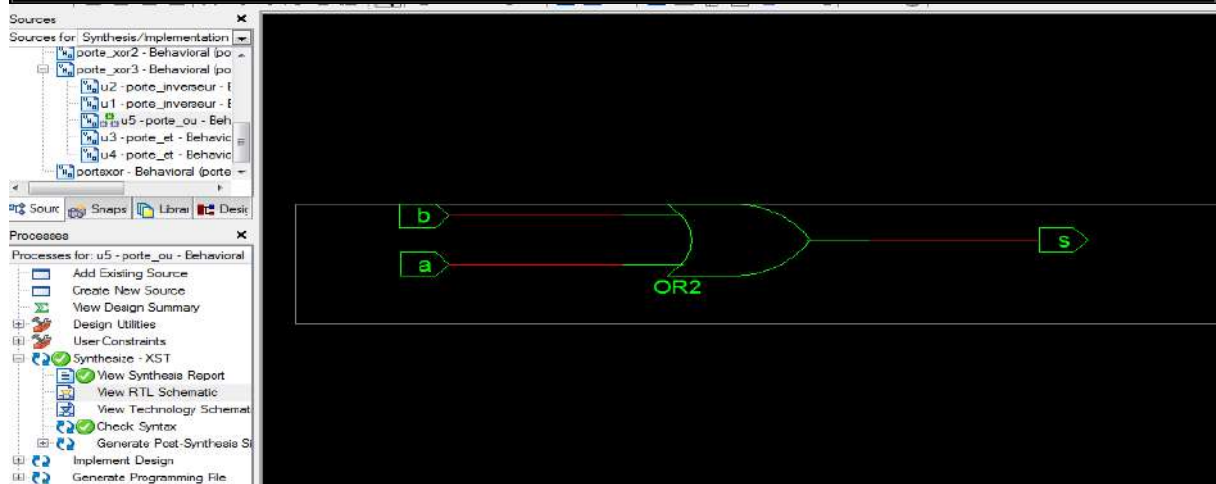 Sources
Sources for Synthesis/Implementation
porte_xor2 - Behavioral (po
porte_xor3 - Behavioral (po
u2 - porte_inverseur - B
u1 - porte_inverseur - B
u5 - porte_ou - Beh
u3 - porte_et - Behavic
u4 - porte_et - Behavic
portexor - Behavioral (porte
Sourc Snaps Librai Desig
Processes
Processes for: u5 - porte_ou - Behavioral
Add Existing Source
Create New Source
View Design Summary
Design Utilities
User Constraints
Synthesize - XST
View Synthesis Report
View RTL Schematic
View Technology Schemat
Check Syntax
Generate Post-Synthesis Si
Implement Design
Generate Programming File
b
a
OR2
s